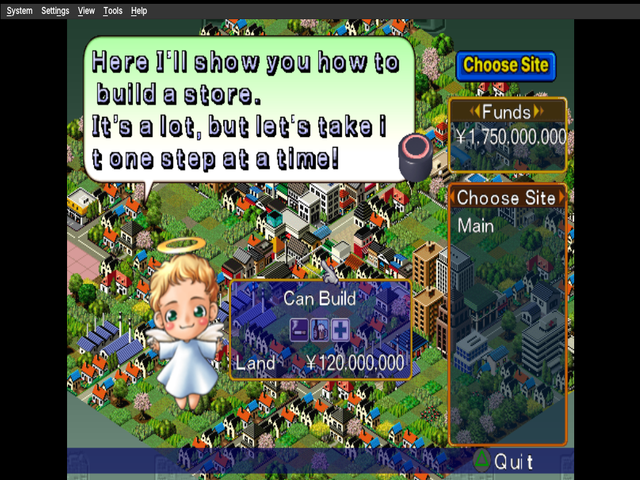 System Settings View Tools Help
Here I'll show you how to
build a store.
It's a lot, but let's take i
t one step at a time!
Choose Site
Funds
¥1,750,000,000
Choose Site
Main
Can Build
Land ¥120,000,000
Quit